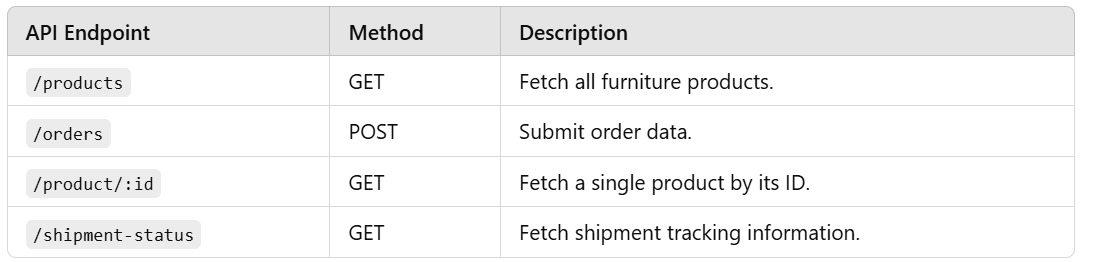 API Endpoint Method Description
/products GET Fetch all furniture products.
/orders POST Submit order data.
/product/:id GET Fetch a single product by its ID.
/shipment-status GET Fetch shipment tracking information.